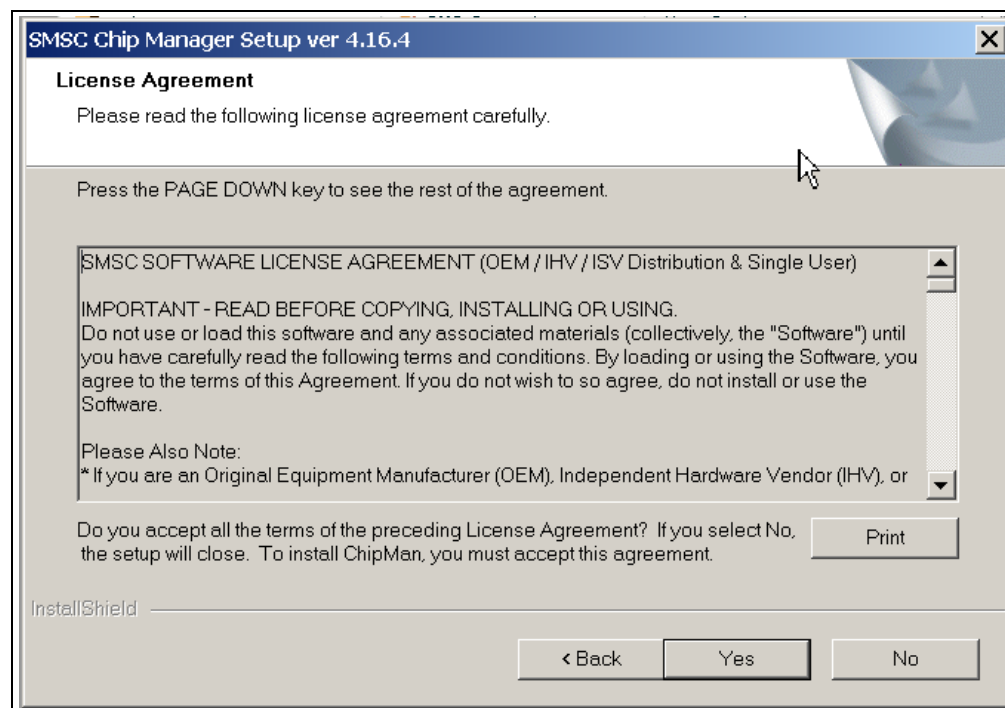 SMSC Chip Manager Setup ver 4.16.4
License Agreement
Please read the following license agreement carefully.
Press the PAGE DOWN key to see the rest of the agreement.
SMSC SOFTWARE LICENSE AGREEMENT (OEM / IHV / ISV Distribution & Single User)
IMPORTANT - READ BEFORE COPYING, INSTALLING OR USING.
Do not use or load this software and any associated materials (collectively, the "Software") until
you have carefully read the following terms and conditions. By loading or using the Software, you
agree to the terms of this Agreement. If you do not wish to so agree, do not install or use the
Software.
Please Also Note:
* If you are an Original Equipment Manufacturer (OEM), Independent Hardware Vendor (IHV), or
Do you accept all the terms of the preceding License Agreement? If you select No,
the setup will close. To install ChipMan, you must accept this agreement.
Print
InstallShield
< Back
Yes
No